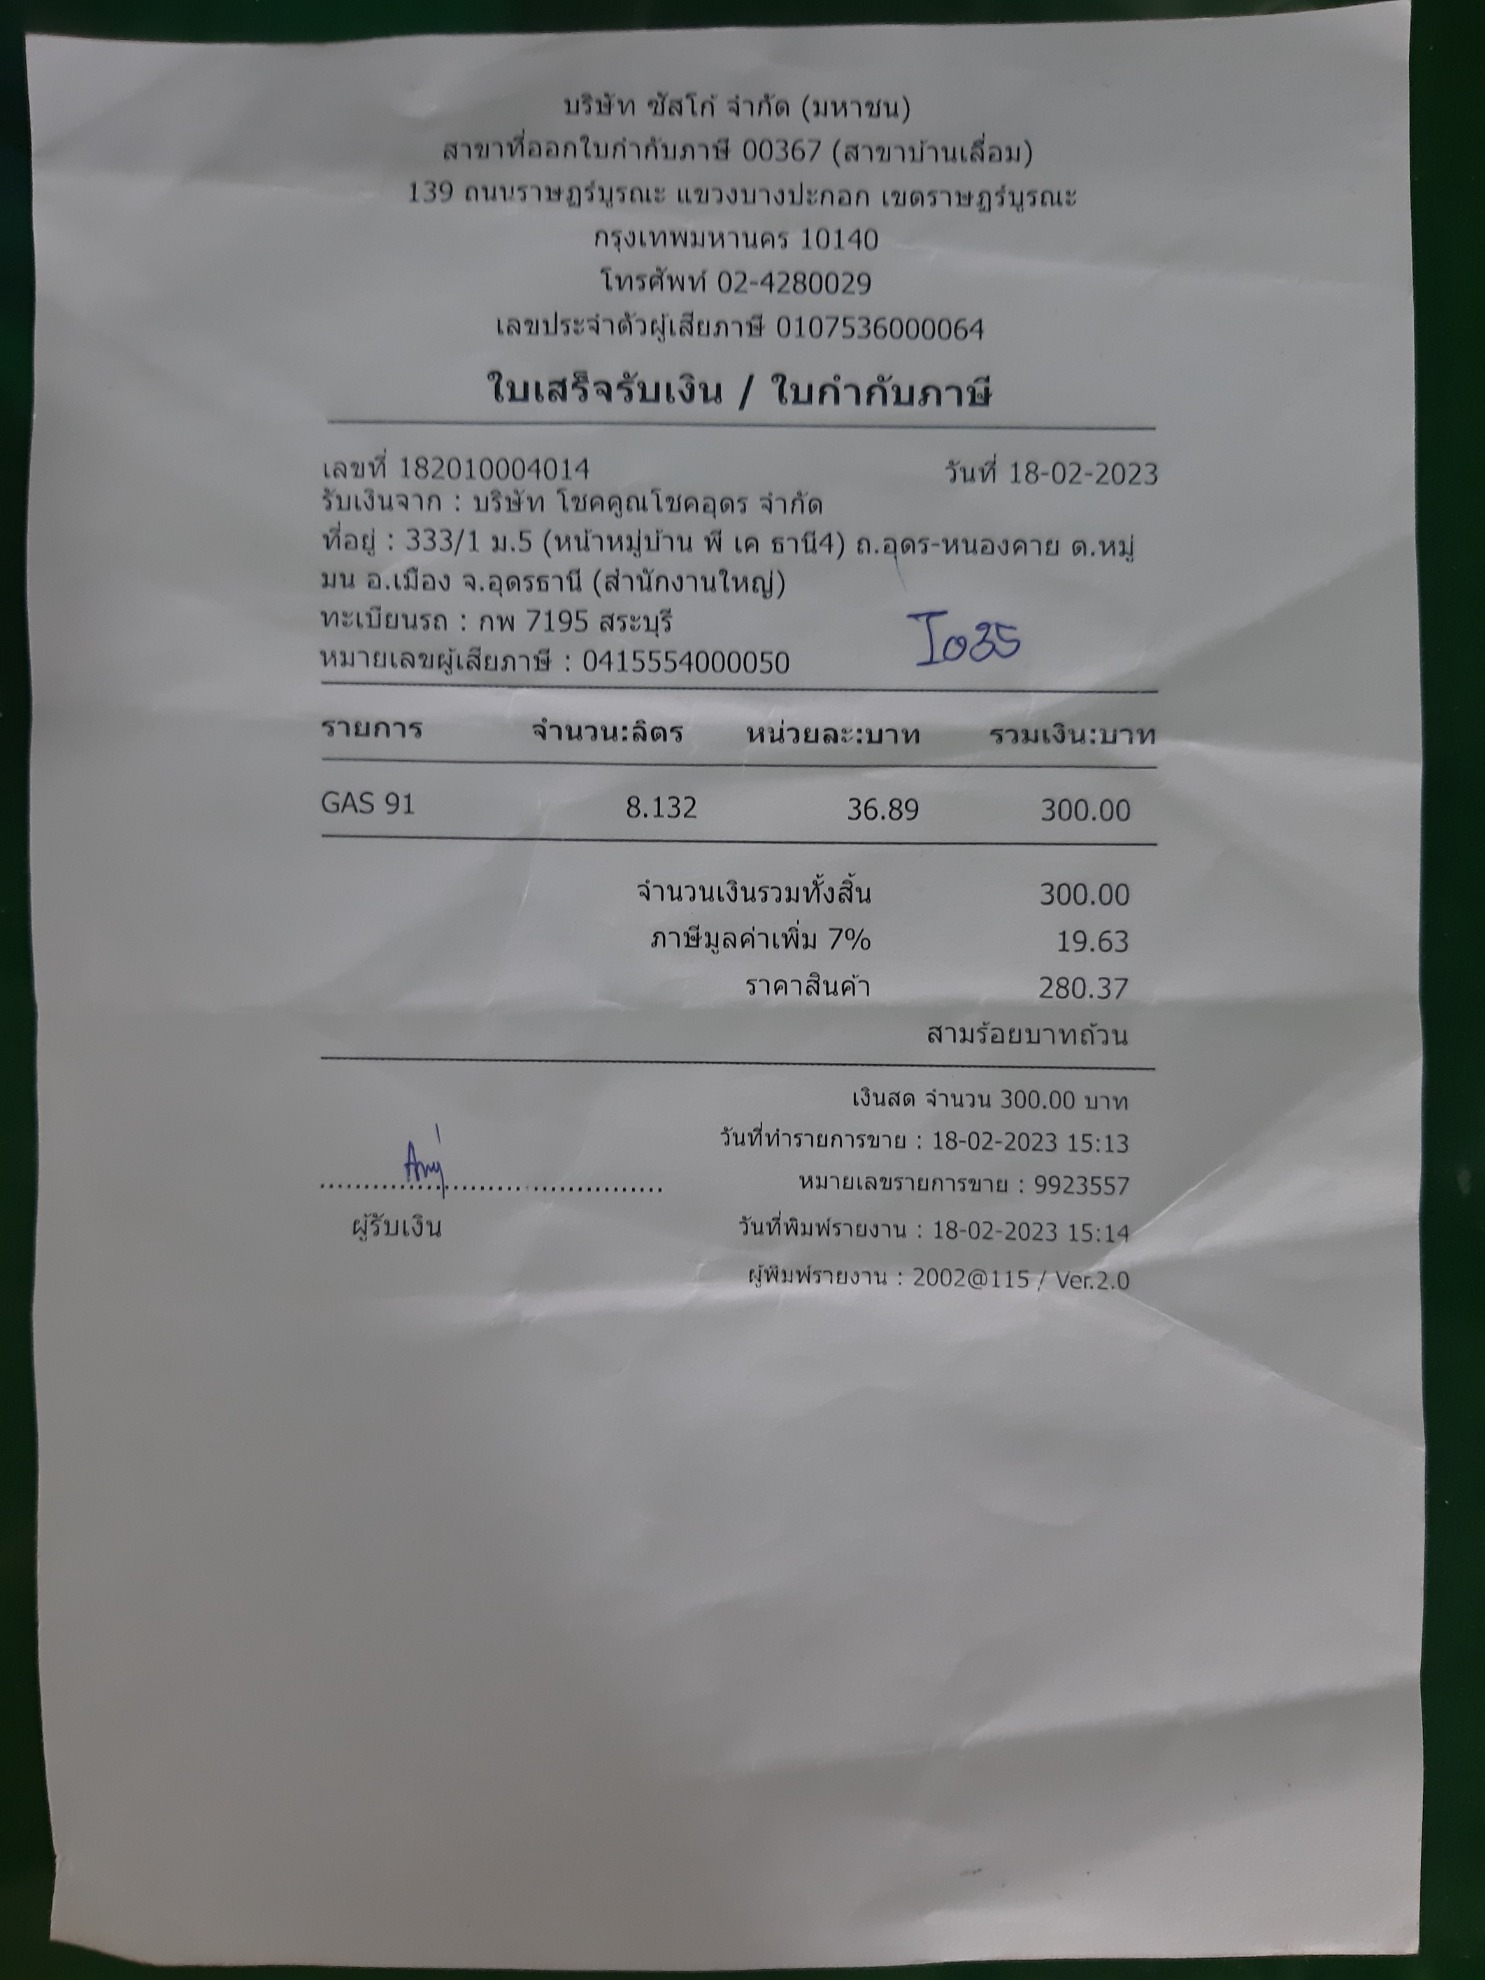 บริษัท ซัสโก้ จำกัด (มหาชน)
สาขาที่ออกใบกำกับภาษี 00367 (สาขาบ้านเลื่อม)
139 ถนนราษฎร์บูรณะ แขวงบางปะกอก เขตราษฎร์บูรณะ
กรุงเทพมหานคร 10140
โทรศัพท์ 02-4280029
เลขประจำตัวผู้เสียภาษี 0107536000064
ใบเสร็จรับเงิน / ใบกำกับภาษี
เลขที่ 182010004014 วันที่ 18-02-2023
รับเงินจาก : บริษัท โชคคูณโชคอุดร จำกัด
ที่อยู่ : 333/1 ม.5 (หน้าหมู่บ้าน พี เค ธานี4) ถ.อุดร-หนองคาย ต.หมู่
มน อ.เมือง จ.อุดรธานี (สำนักงานใหญ่)
ทะเบียนรถ : กพ 7195 สระบุรี
หมายเลขผู้เสียภาษี : 0415554000050
รายการ จำนวน:ลิตร หน่วยละ:บาท รวมเงิน:บาท
GAS 91 8.132 36.89 300.00
จำนวนเงินรวมทั้งสิ้น 300.00
ภาษีมูลค่าเพิ่ม 7% 19.63
ราคาสินค้า 280.37
สามร้อยบาทถ้วน
เงินสด จำนวน 300.00 บาท
วันที่ทำรายการขาย : 18-02-2023 15:13
หมายเลขรายการขาย : 9923557
ผู้รับเงิน วันที่พิมพ์รายงาน : 18-02-2023 15:14
ผู้พิมพ์รายงาน : 2002@115 / Ver.2.0